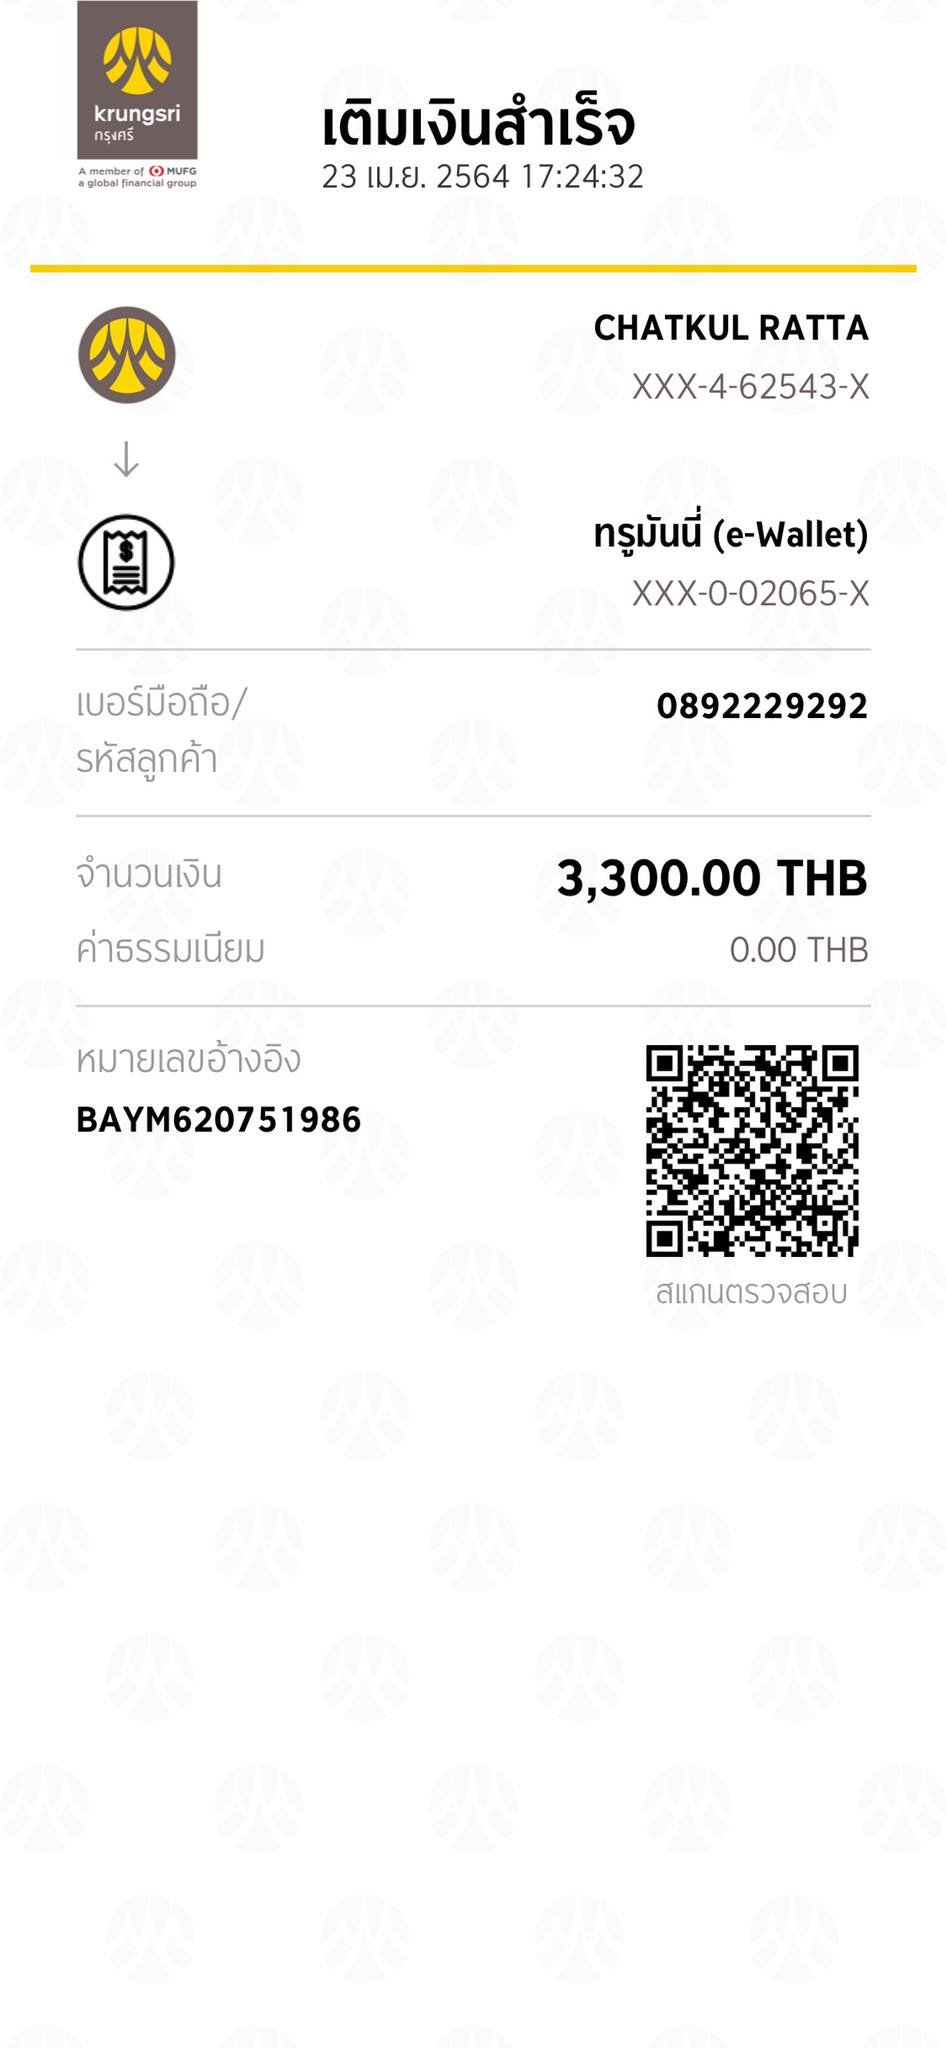 krungsri
กรุงศรี
A member of MUFG
a global financial group
เติมเงินสำเร็จ
23 เม.ย. 2564 17:24:32
CHATKUL RATTA
XXX-4-62543-X
ทรูมันนี่ (e-Wallet)
XXX-0-02065-X
เบอร์มือถือ/
รหัสลูกค้า
0892229292
จำนวนเงิน
3,300.00 THB
ค่าธรรมเนียม
0.00 THB
หมายเลขอ้างอิง
BAYM620751986
สแกนตรวจสอบ